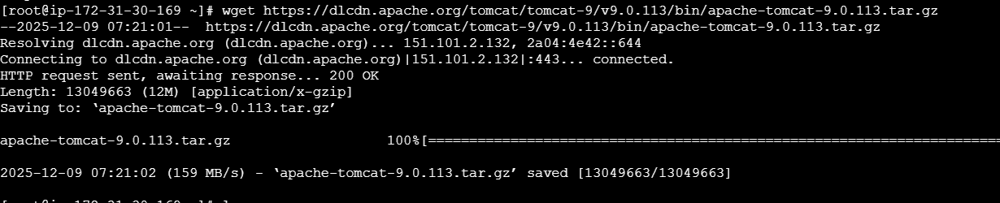 [root@ip-172-31-30-169 ~]# wget https://dlcdn.apache.org/tomcat/tomcat-9/v9.0.113/bin/apache-tomcat-9.0.113.tar.gz
--2025-12-09 07:21:01--  https://dlcdn.apache.org/tomcat/tomcat-9/v9.0.113/bin/apache-tomcat-9.0.113.tar.gz
Resolving dlcdn.apache.org (dlcdn.apache.org)... 151.101.2.132, 2a04:4e42::644
Connecting to dlcdn.apache.org (dlcdn.apache.org)|151.101.2.132|:443... connected.
HTTP request sent, awaiting response... 200 OK
Length: 13049663 (12M) [application/x-gzip]
Saving to: ‘apache-tomcat-9.0.113.tar.gz’
apache-tomcat-9.0.113.tar.gz 100%[======================================================================
2025-12-09 07:21:02 (159 MB/s) - ‘apache-tomcat-9.0.113.tar.gz’ saved [13049663/13049663]